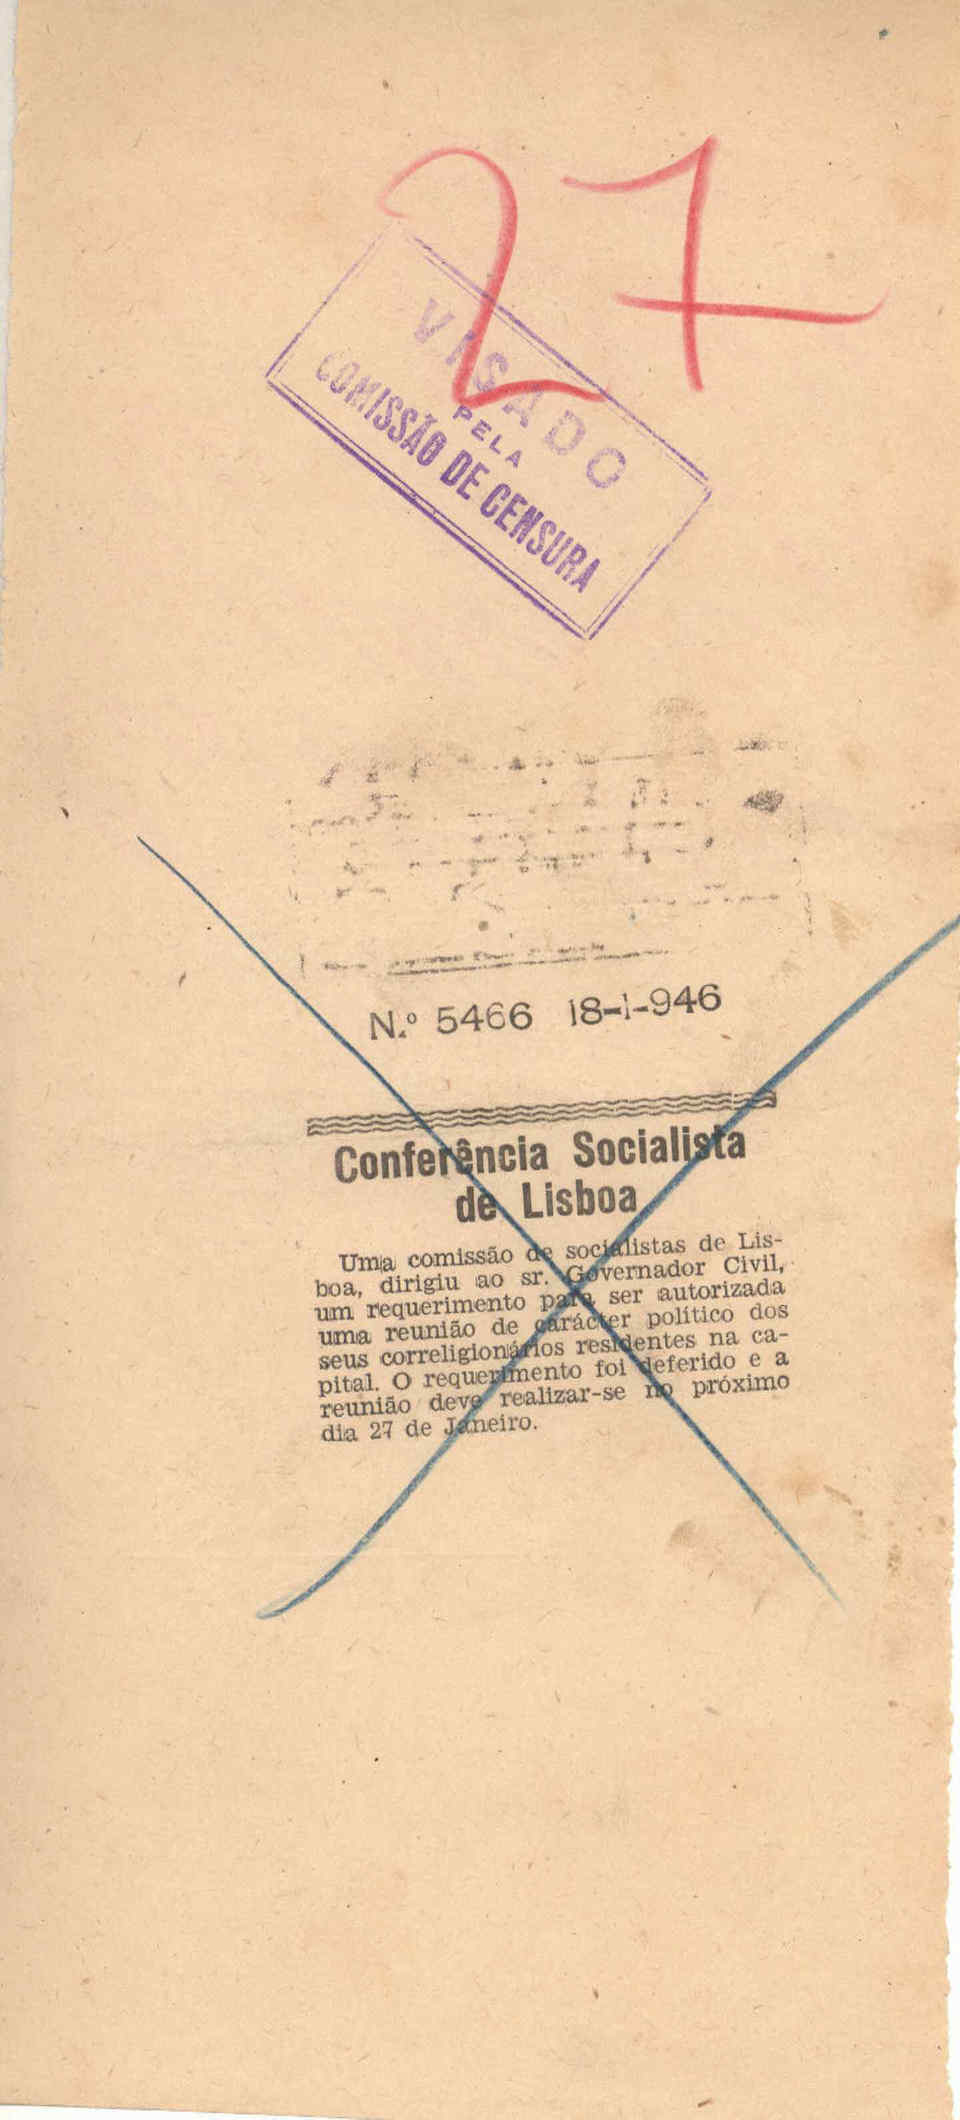 27
VISADO
PELA
COMISSÃO DE CENSURA
N.º 5466 18-1-946
Conferência Socialista
de Lisboa
Uma comissão de socialistas de Lis-
boa, dirigiu ao sr. Governador Civil,
um requerimento para ser autorizada
uma reunião de carácter político dos
seus correligionários residentes na ca-
pital. O requerimento foi deferido e a
reunião deve realizar-se no próximo
dia 27 de Janeiro.